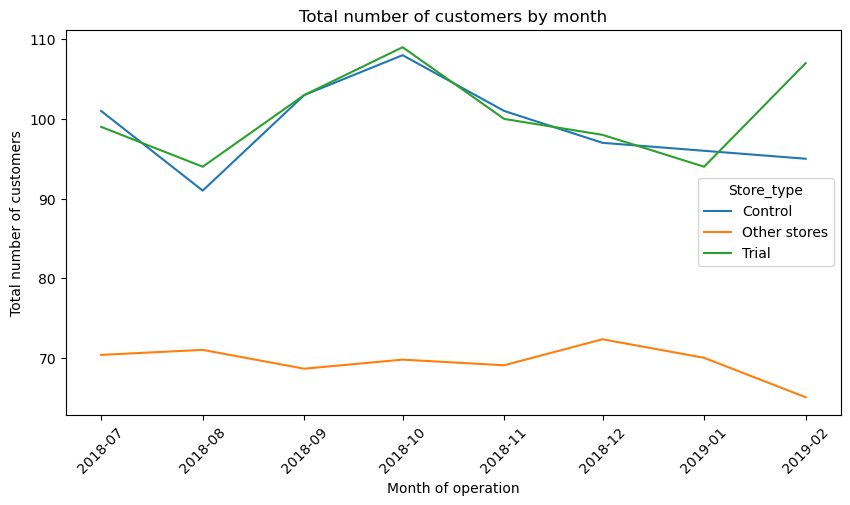 Total number of customers by month
Total number of customers
110
100
90
80
70
Store_type
Control
Other stores
Trial
2018-07
2018-08
2018-09
2018-10
2018-11
2018-12
2019-01
2019-02
Month of operation